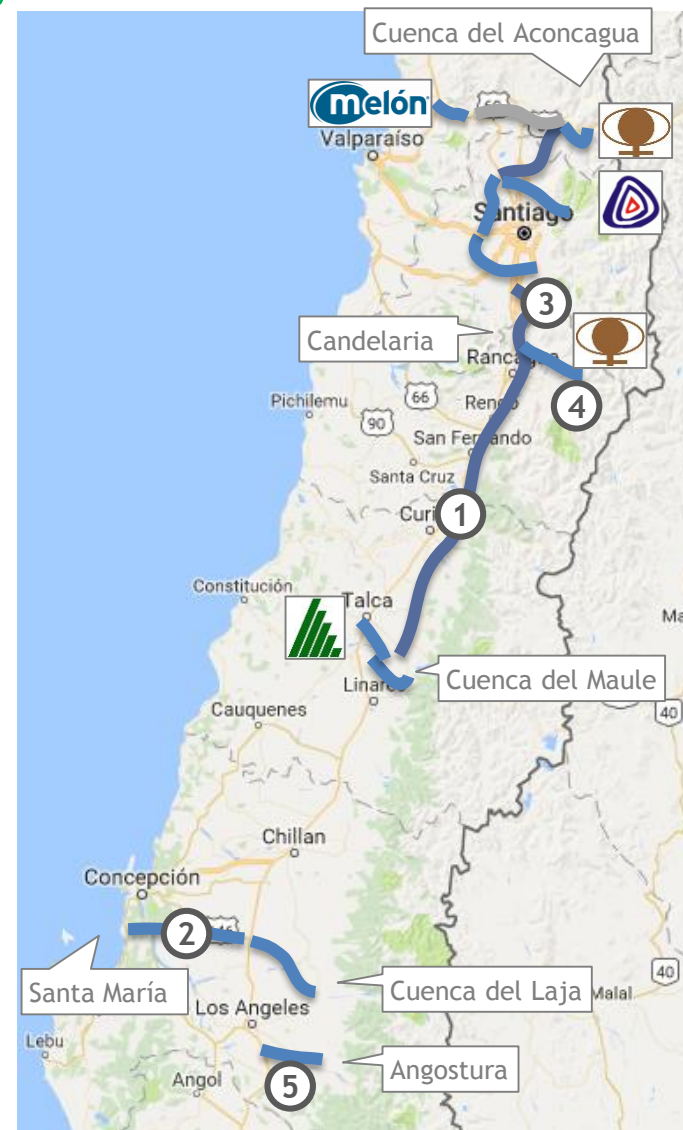 Cuenca del Aconcagua
melón
60
Valparaíso
Santiago
3
Candelaria
Rancagua
Pichilemu
66
Rengo
4
90
San Fernando
Santa Cruz
1
Constitución
Talca
Linares
Cuenca del Maule
40
Cauquenes
Chillan
Concepción
2
Santa María
Cuenca del Laja
40
Malal
Los Angeles
Lebu
Angostura
Angol
5